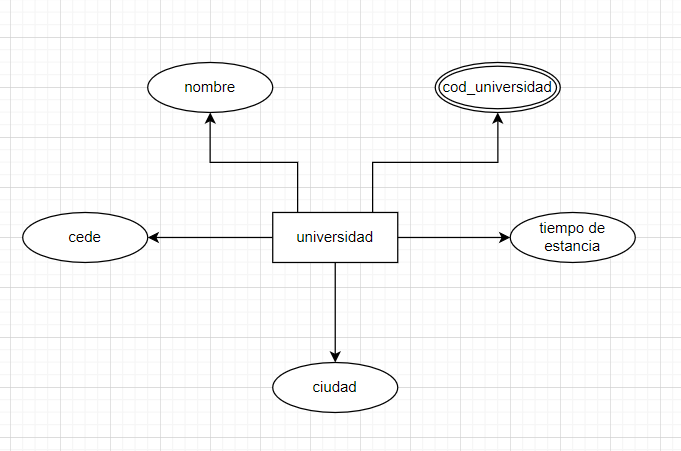 nombre
cod_universidad
cede
universidad
tiempo de
estancia
ciudad